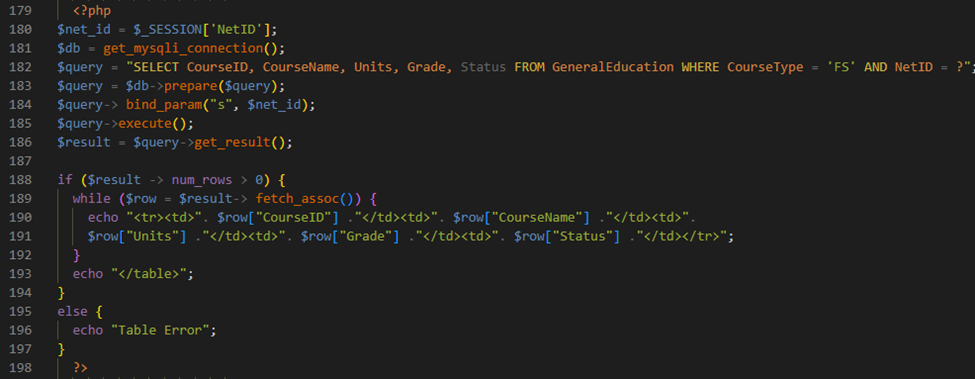 179 <?php
180 $net_id = $_SESSION['NetID'];
181 $db = get_mysqli_connection();
182 $query = "SELECT CourseID, CourseName, Units, Grade, Status FROM GeneralEducation WHERE CourseType = 'FS' AND NetID = ?";
183 $query = $db->prepare($query);
184 $query-> bind_param("s", $net_id);
185 $query->execute();
186 $result = $query->get_result();
187
188 if ($result -> num_rows > 0) {
189 while ($row = $result-> fetch_assoc()) {
190 echo "<tr><td>". $row["CourseID"] ."</td><td>". $row["CourseName"] ."</td><td>".
191 $row["Units"] ."</td><td>". $row["Grade"] ."</td><td>". $row["Status"] ."</td></tr>";
192 }
193 echo "</table>";
194 }
195 else {
196 echo "Table Error";
197 }
198 ?>